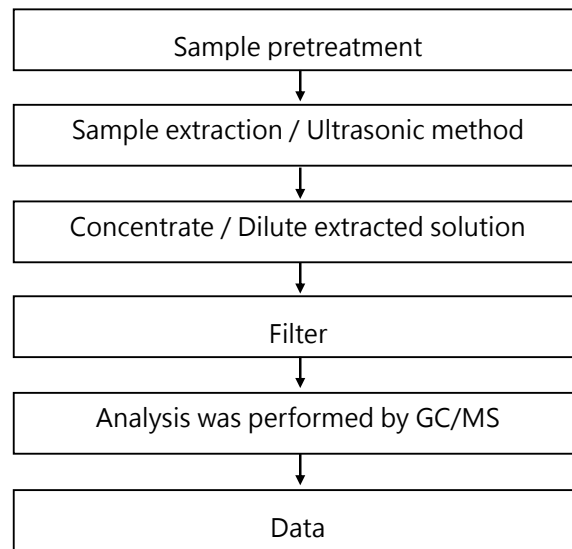 Sample pretreatment
Sample extraction / Ultrasonic method
Concentrate / Dilute extracted solution
Filter
Analysis was performed by GC/MS
Data